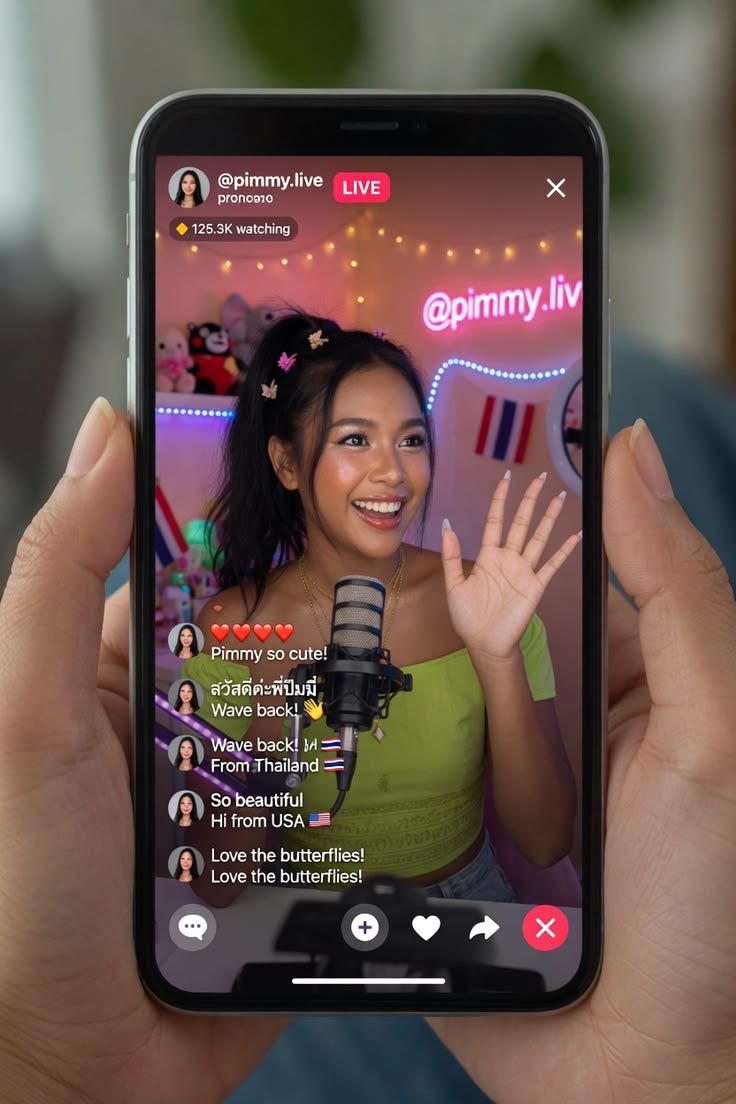 @pimmy.live
LIVE
125.3K watching
@pimmy.liv
Pimmy so cute!
สวัสดีค่ะพี่ปิมมี่
Wave back!
Wave back!
From Thailand
So beautiful
Hi from USA
Love the butterflies!
Love the butterflies!